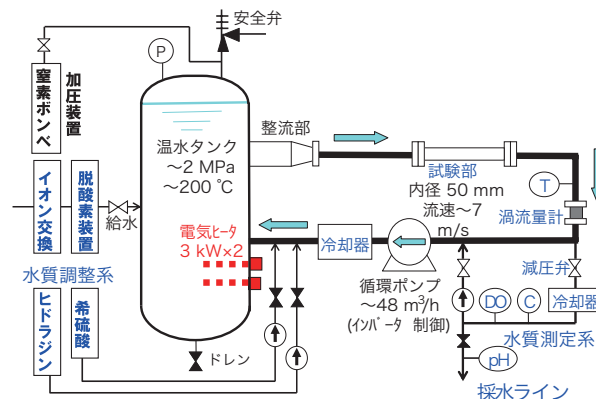 安全弁
P
窒素ボンベ
加圧装置
温水タンク
～2 MPa
～200 ℃
整流部
試験部
内径 50 mm
流速～7
m/s
T
渦流量計
イオン交換
脱酸素装置
給水
電気ヒータ
3 kW×2
冷却器
循環ポンプ
～48 m³/h
(インバータ 制御)
減圧弁
水質調整系
ヒドラジン
希硫酸
DO
C
冷却器
水質測定系
ドレン
pH
採水ライン